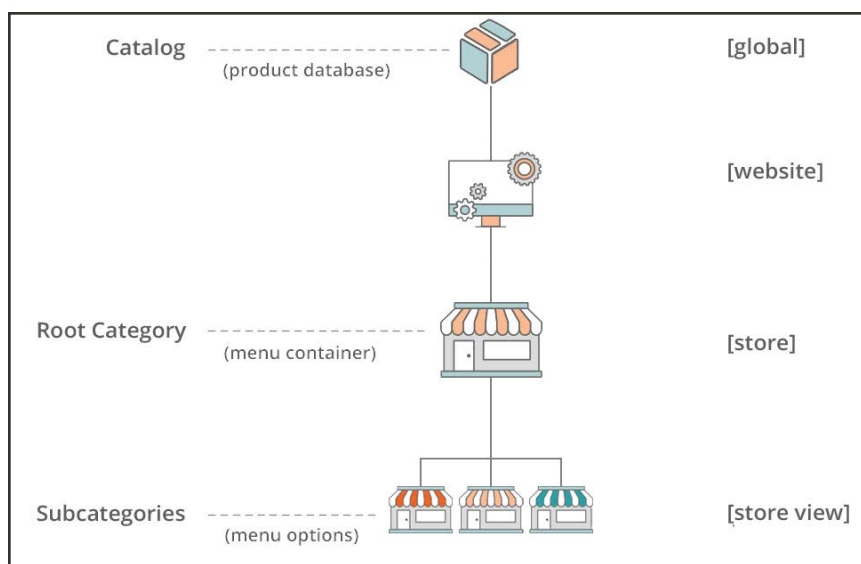 Catalog
(product database)
[global]
[website]
Root Category
(menu container)
[store]
Subcategories
(menu options)
[store view]